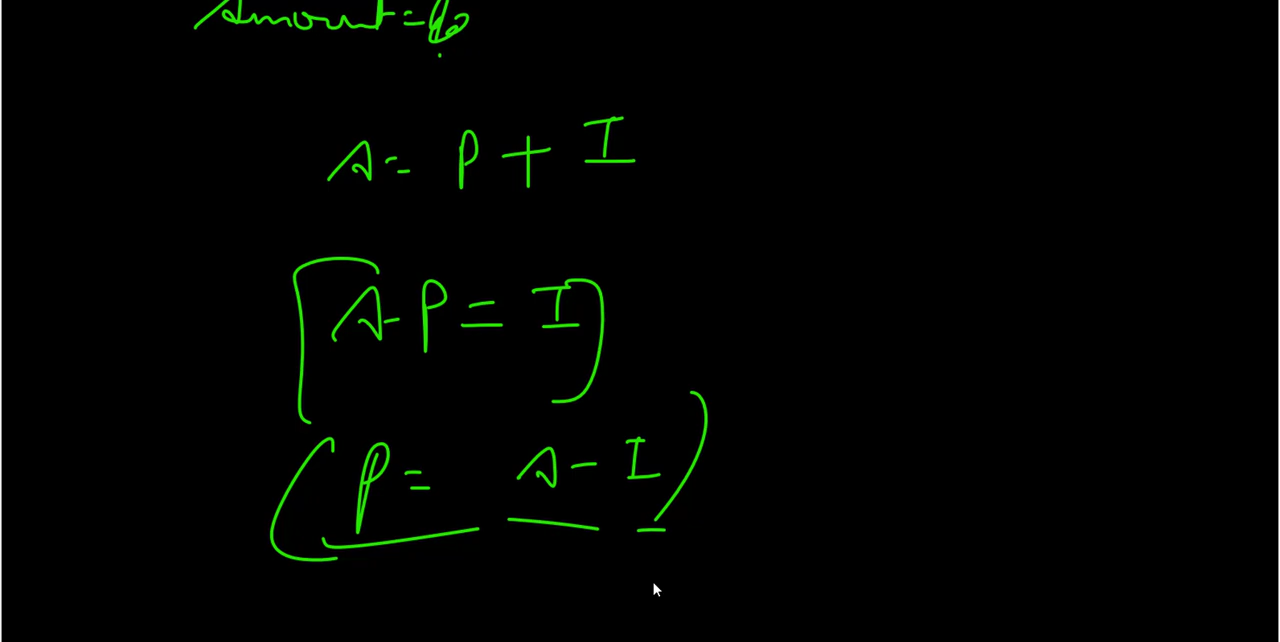 Amount =
A = P + I
A - P = I
P = A - I